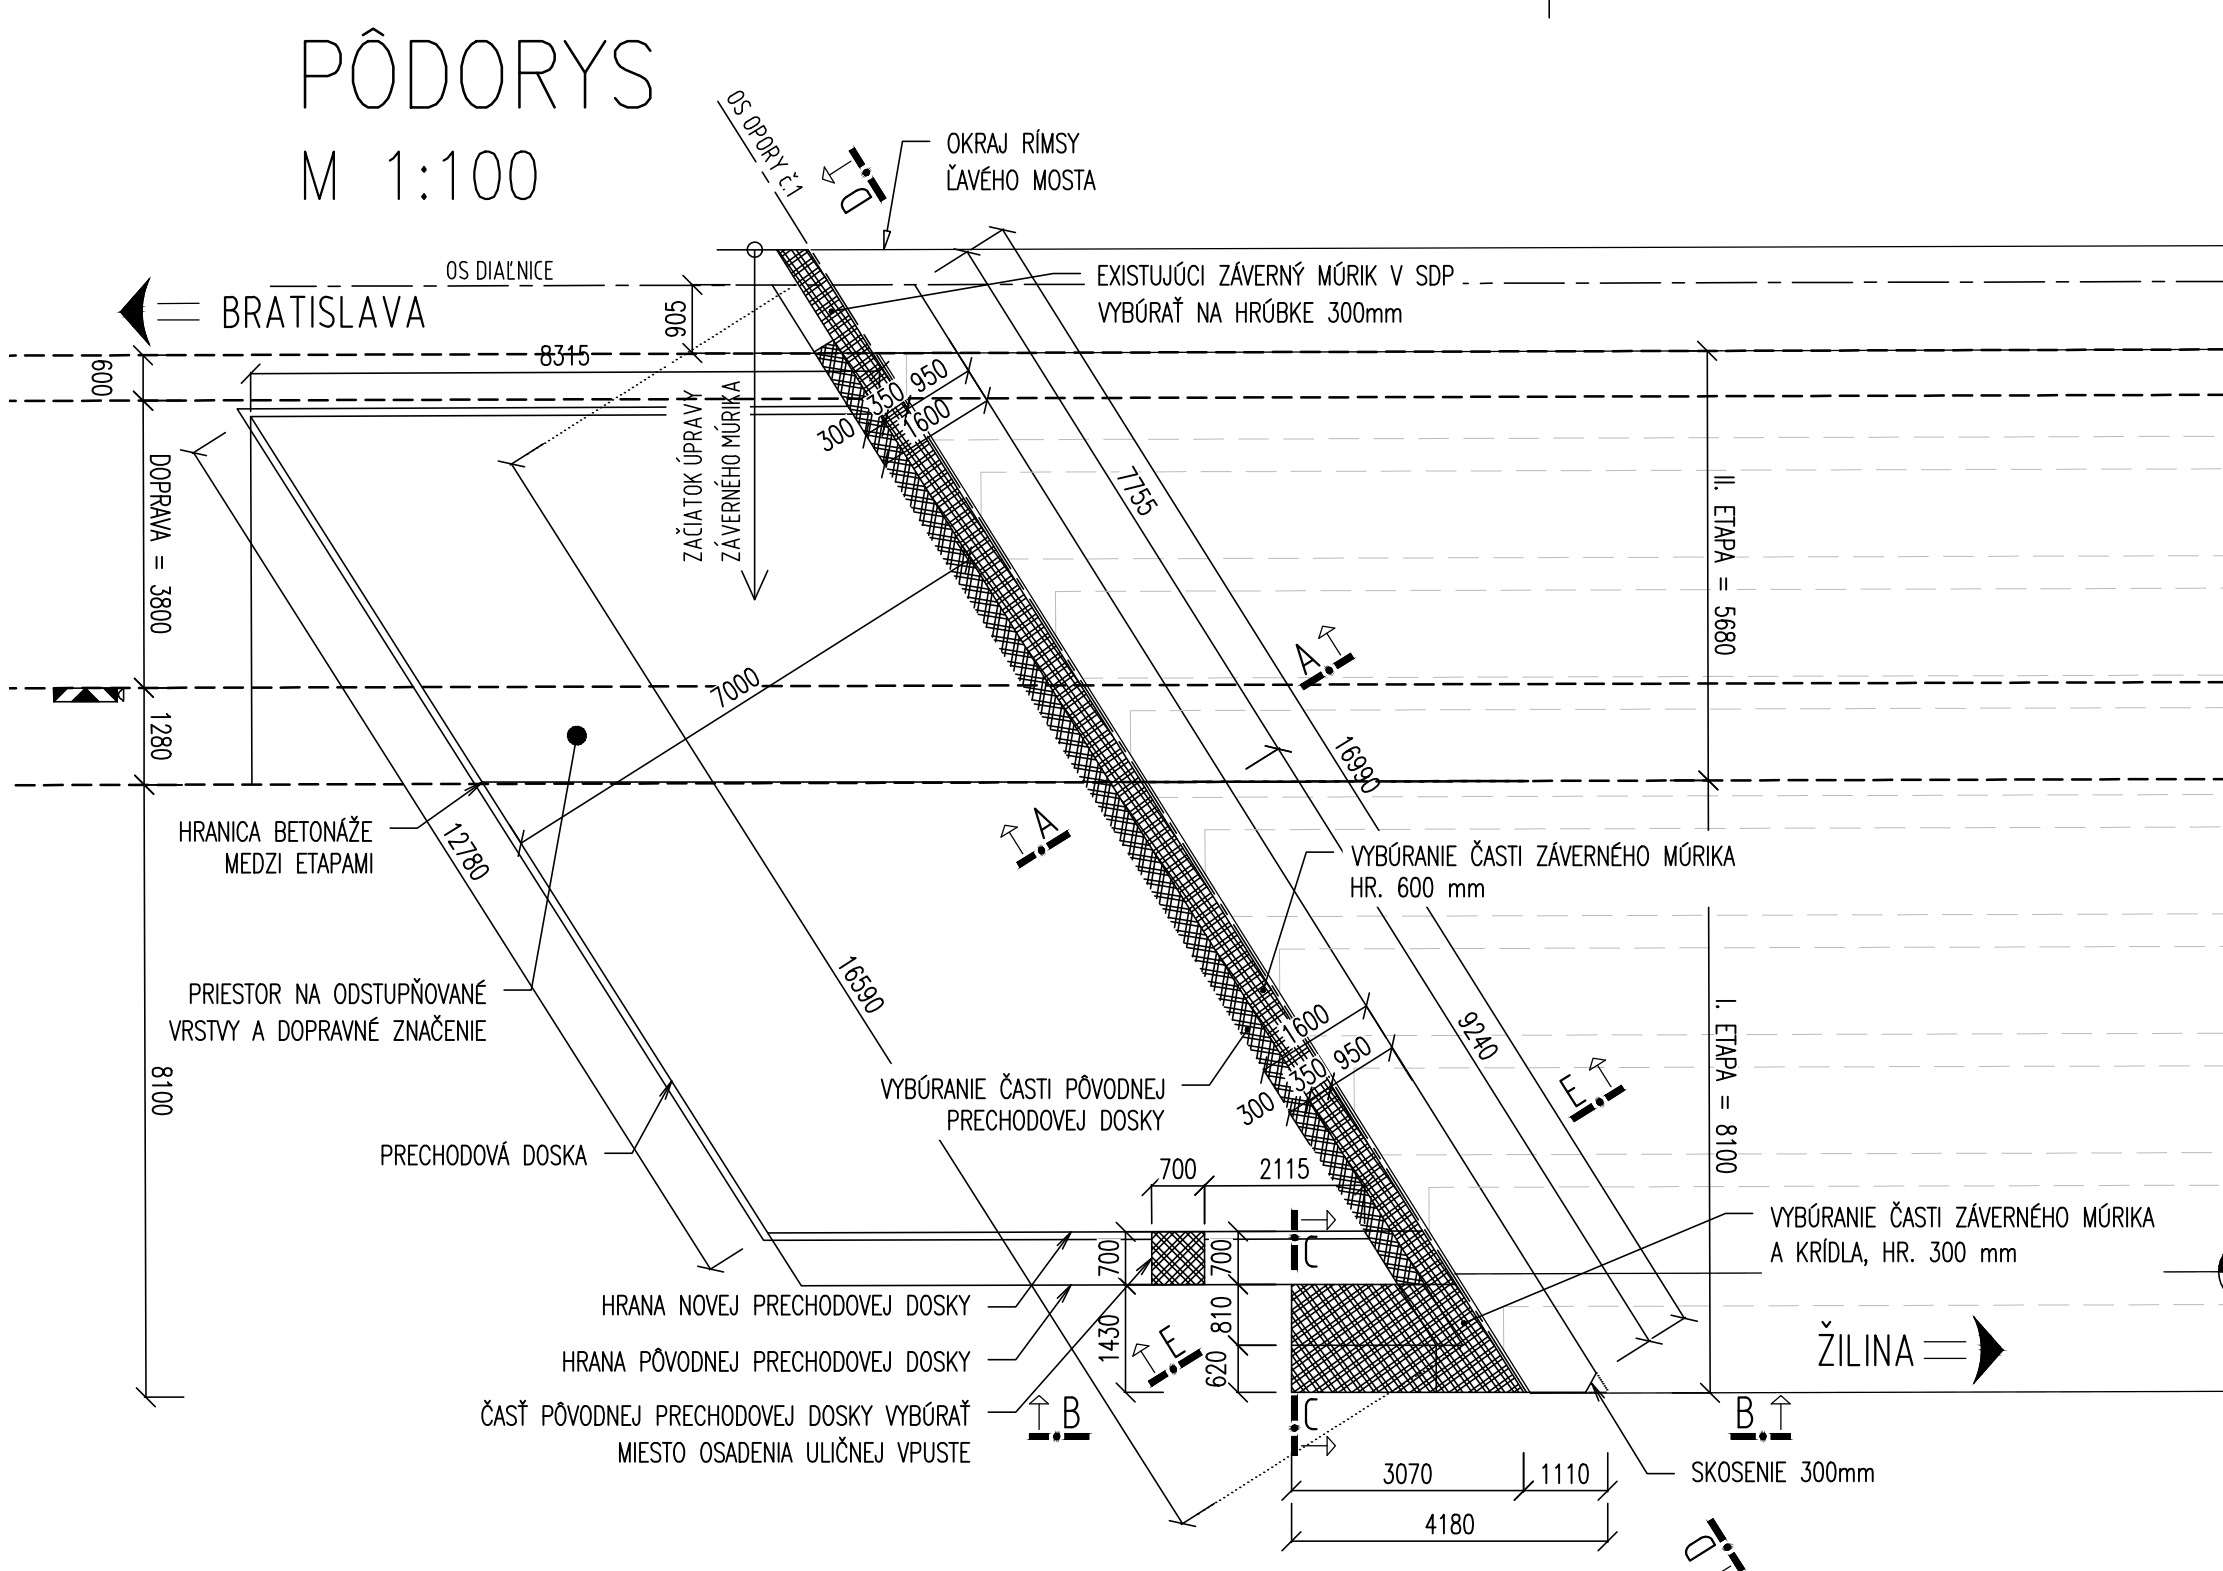 PÔDORYS
M 1:100
OS OPORY č.1
D
OKRAJ RÍMSY
ĽAVÉHO MOSTA
OS DIAĽNICE
BRATISLAVA
905
EXISTUJÚCI ZÁVERNÝ MÚRIK V SDP
VYBÚRAŤ NA HRÚBKE 300mm
8315
600
350
950
300
1600
ZAČIATOK ÚPRAVY
ZÁVERNÉHO MÚRIKA
DOPRAVA = 3800
7755
II. ETAPA = 5680
A
7000
1280
16990
HRANICA BETONÁŽE
MEDZI ETAPAMI
12780
A
VYBÚRANIE ČASTI ZÁVERNÉHO MÚRIKA
HR. 600 mm
16590
PRIESTOR NA ODSTUPŇOVANÉ
VRSTVY A DOPRAVNÉ ZNAČENIE
1600
950
350
300
9240
I. ETAPA = 8100
8100
E
VYBÚRANIE ČASTI PÔVODNEJ
PRECHODOVEJ DOSKY
PRECHODOVÁ DOSKA
700
2115
VYBÚRANIE ČASTI ZÁVERNÉHO MÚRIKA
A KRÍDLA, HR. 300 mm
700
700
C
HRANA NOVEJ PRECHODOVEJ DOSKY
1430
810
620
E
HRANA PÔVODNEJ PRECHODOVEJ DOSKY
ŽILINA
ČASŤ PÔVODNEJ PRECHODOVEJ DOSKY VYBÚRAŤ
MIESTO OSADENIA ULIČNEJ VPUSTE
B
C
B
SKOSENIE 300mm
3070
1110
4180
D